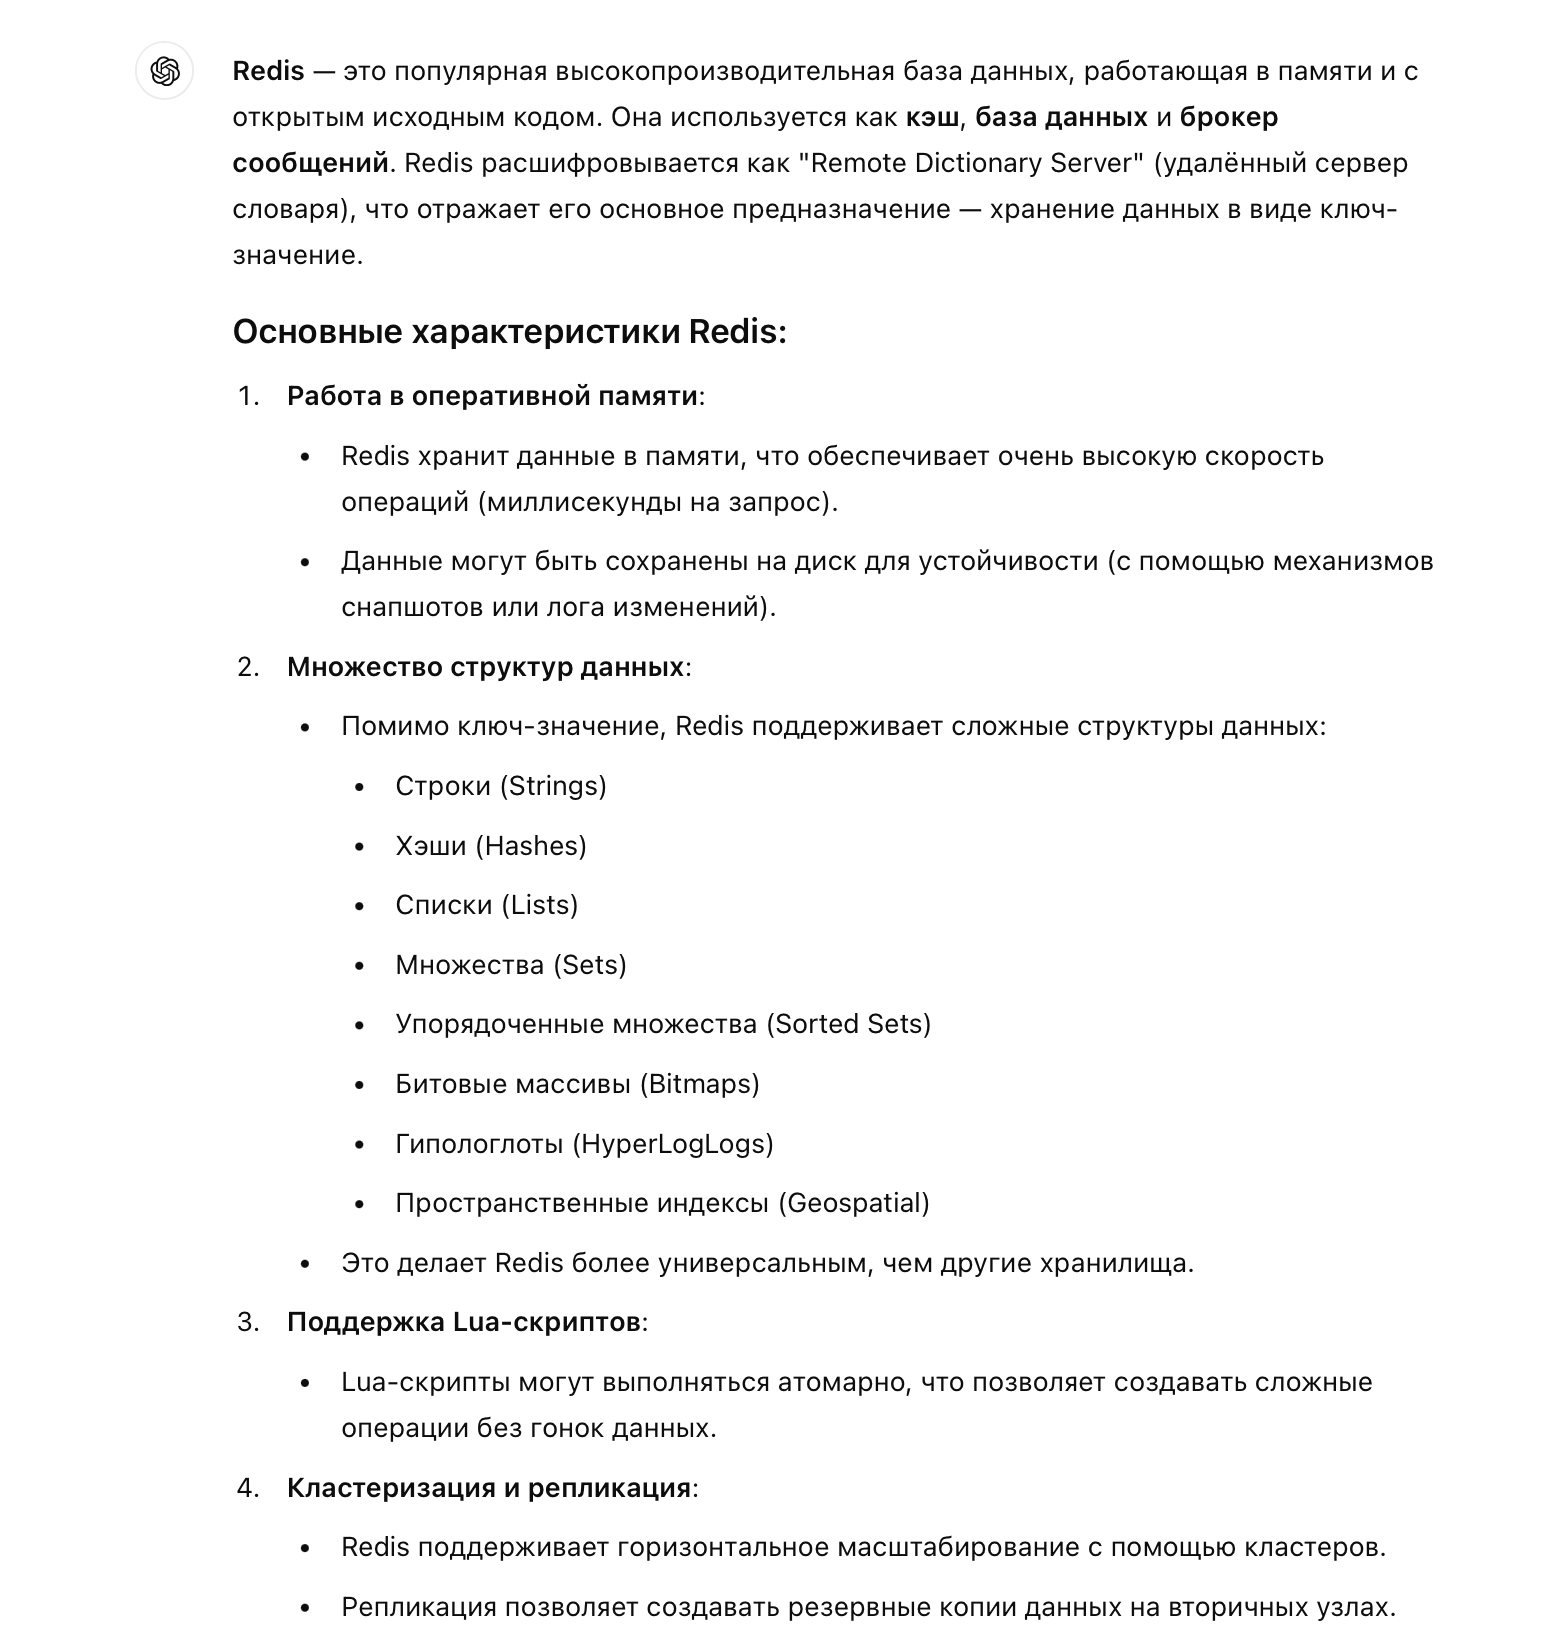 Redis — это популярная высокопроизводительная база данных, работающая в памяти и с
открытым исходным кодом. Она используется как кэш, база данных и брокер
сообщений. Redis расшифровывается как "Remote Dictionary Server" (удалённый сервер
словаря), что отражает его основное предназначение — хранение данных в виде ключ-
значение.
Основные характеристики Redis:
1. Работа в оперативной памяти:
• Redis хранит данные в памяти, что обеспечивает очень высокую скорость
операций (миллисекунды на запрос).
• Данные могут быть сохранены на диск для устойчивости (с помощью механизмов
снапшотов или лога изменений).
2. Множество структур данных:
• Помимо ключ-значение, Redis поддерживает сложные структуры данных:
• Строки (Strings)
• Хэши (Hashes)
• Списки (Lists)
• Множества (Sets)
• Упорядоченные множества (Sorted Sets)
• Битовые массивы (Bitmaps)
• Гипологлоты (HyperLogLogs)
• Пространственные индексы (Geospatial)
• Это делает Redis более универсальным, чем другие хранилища.
3. Поддержка Lua-скриптов:
• Lua-скрипты могут выполняться атомарно, что позволяет создавать сложные
операции без гонок данных.
4. Кластеризация и репликация:
• Redis поддерживает горизонтальное масштабирование с помощью кластеров.
• Репликация позволяет создавать резервные копии данных на вторичных узлах.